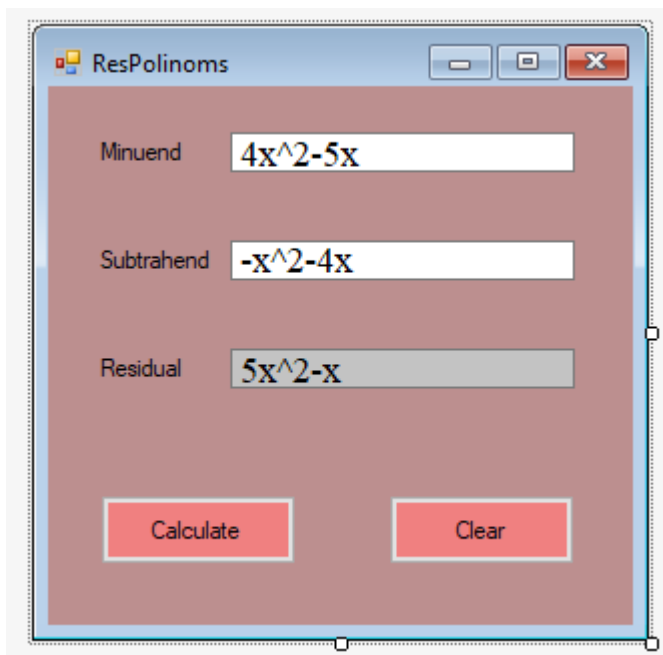 ResPolinoms
Minuend 4x^2-5x
Subtrahend -x^2-4x
Residual 5x^2-x
Calculate Clear